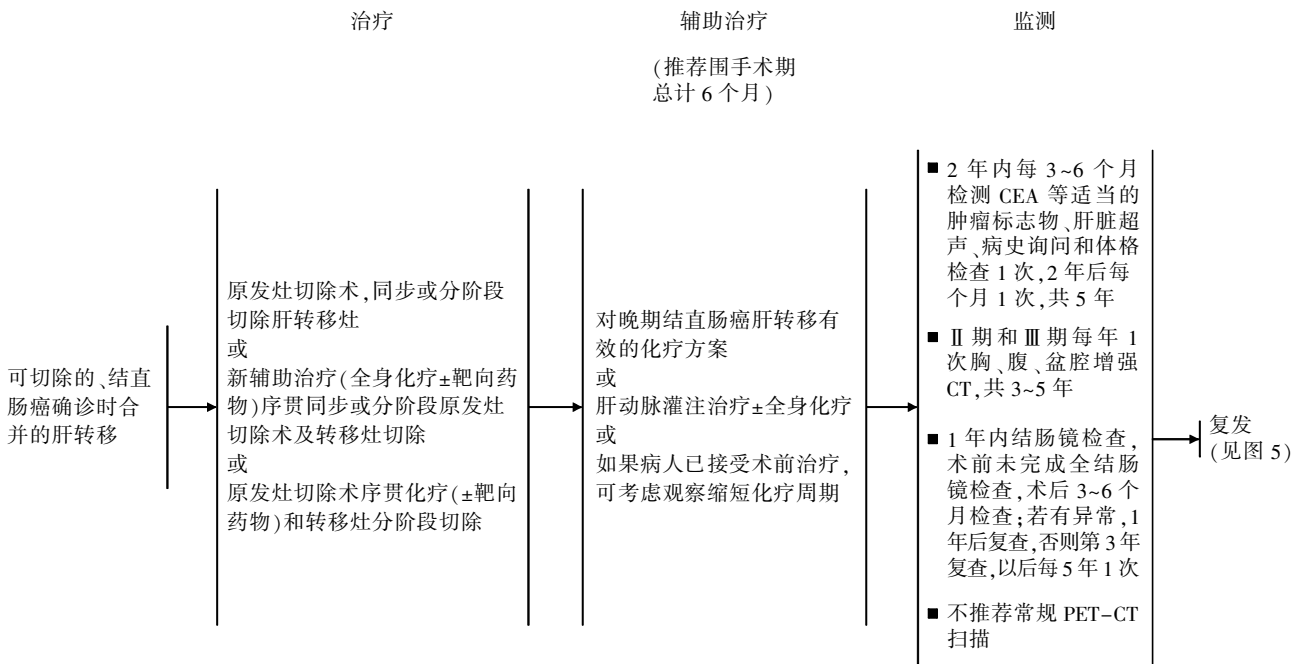 治疗
辅助治疗
监测
(推荐围手术期
总计 6 个月)
可切除的、结直
肠癌确诊时合
并的肝转移
原发灶切除术,同步或分阶段
切除肝转移灶
或
新辅助治疗(全身化疗±靶向药
物)序贯同步或分阶段原发灶
切除术及转移灶切除
或
原发灶切除术序贯化疗(±靶向
药物)和转移灶分阶段切除
对晚期结直肠癌肝转移有
效的化疗方案
或
肝动脉灌注治疗±全身化疗
或
如果病人已接受术前治疗,
可考虑观察缩短化疗周期
■ 2 年内每 3~6 个月
检测 CEA 等适当的
肿瘤标志物、肝脏超
声、病史询问和体格
检查 1 次,2 年后每
个月 1 次,共 5 年
■ Ⅱ期和Ⅲ期每年 1
次胸、腹、盆腔增强
CT,共 3~5 年
■ 1 年内结肠镜检查,
术前未完成全结肠
镜检查,术后 3~6 个
月检查;若有异常,1
年后复查,否则第 3 年
复查,以后每 5 年 1 次
■ 不推荐常规 PET-CT
扫描
复发
(见图 5)